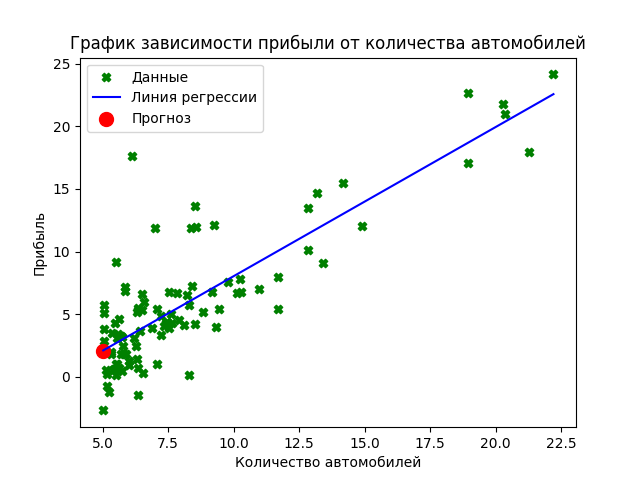 График зависимости прибыли от количества автомобилей
Данные
Линия регрессии
Прогноз
Прибыль
25
20
15
10
5
0
5.0 7.5 10.0 12.5 15.0 17.5 20.0 22.5
Количество автомобилей